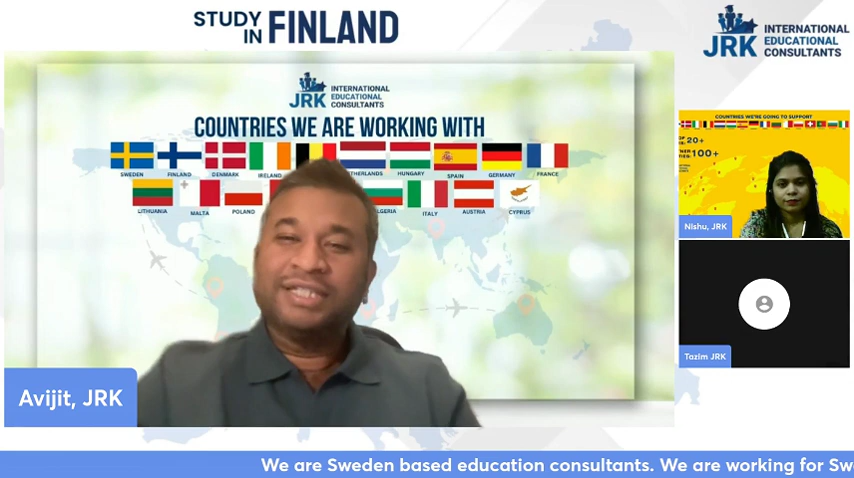 STUDY IN FINLAND
JRK INTERNATIONAL
EDUCATIONAL
CONSULTANTS
JRK INTERNATIONAL
EDUCATIONAL
CONSULTANTS
COUNTRIES WE ARE WORKING WITH
SWEDEN FINLAND DENMARK IRELAND HUNGARY SPAIN GERMANY FRANCE
LITHUANIA MALTA POLAND ITALY AUSTRIA CYPRUS
COUNTRIES WE'RE GOING TO SUPPORT
20+
100+
Nishu, JRK
Tazim JRK
Avijit, JRK
We are Sweden based education consultants. We are working for Sw